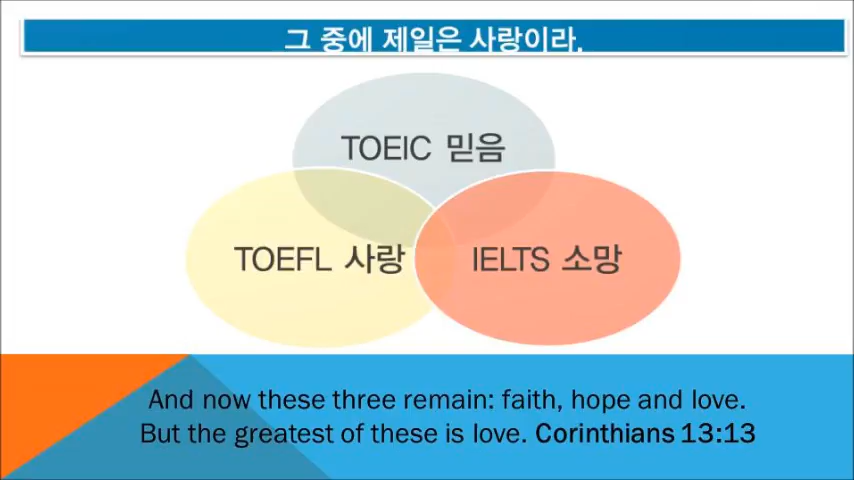 그 중에 제일은 사랑이라.
TOEIC 믿음
TOEFL 사랑
IELTS 소망
And now these three remain: faith, hope and love.
But the greatest of these is love. Corinthians 13:13